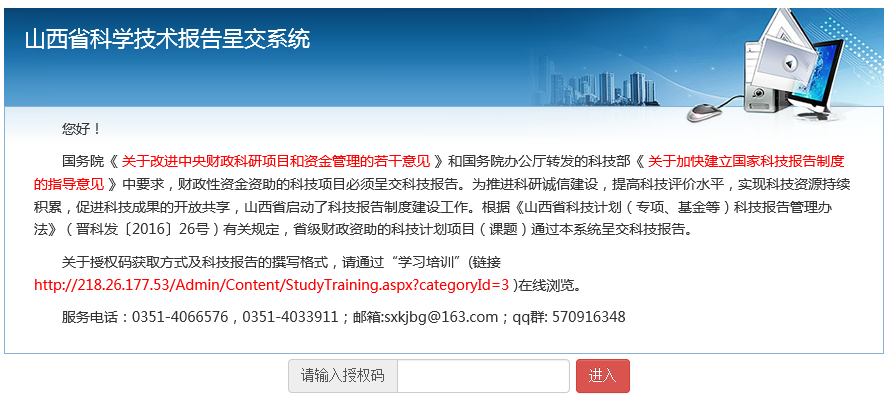 山西省科学技术报告呈交系统
您好！
国务院《 关于改进中央财政科研项目和资金管理的若干意见 》和国务院办公厅转发的科技部《 关于加快建立国家科技报告制度
的指导意见 》中要求，财政性资金资助的科技项目必须呈交科技报告。为推进科研诚信建设，提高科技评价水平，实现科技资源持续
积累，促进科技成果的开放共享，山西省启动了科技报告制度建设工作。根据《山西省科技计划（专项、基金等）科技报告管理办
法》（晋科发〔2016〕26号）有关规定，省级财政资助的科技计划项目（课题）通过本系统呈交科技报告。
关于授权码获取方式及科技报告的撰写格式，请通过“学习培训”(链接
http://218.26.177.53/Admin/Content/StudyTraining.aspx?categoryId=3 )在线浏览。
服务电话：0351-4066576，0351-4033911；邮箱:sxkjbg@163.com；qq群: 570916348
请输入授权码 进入